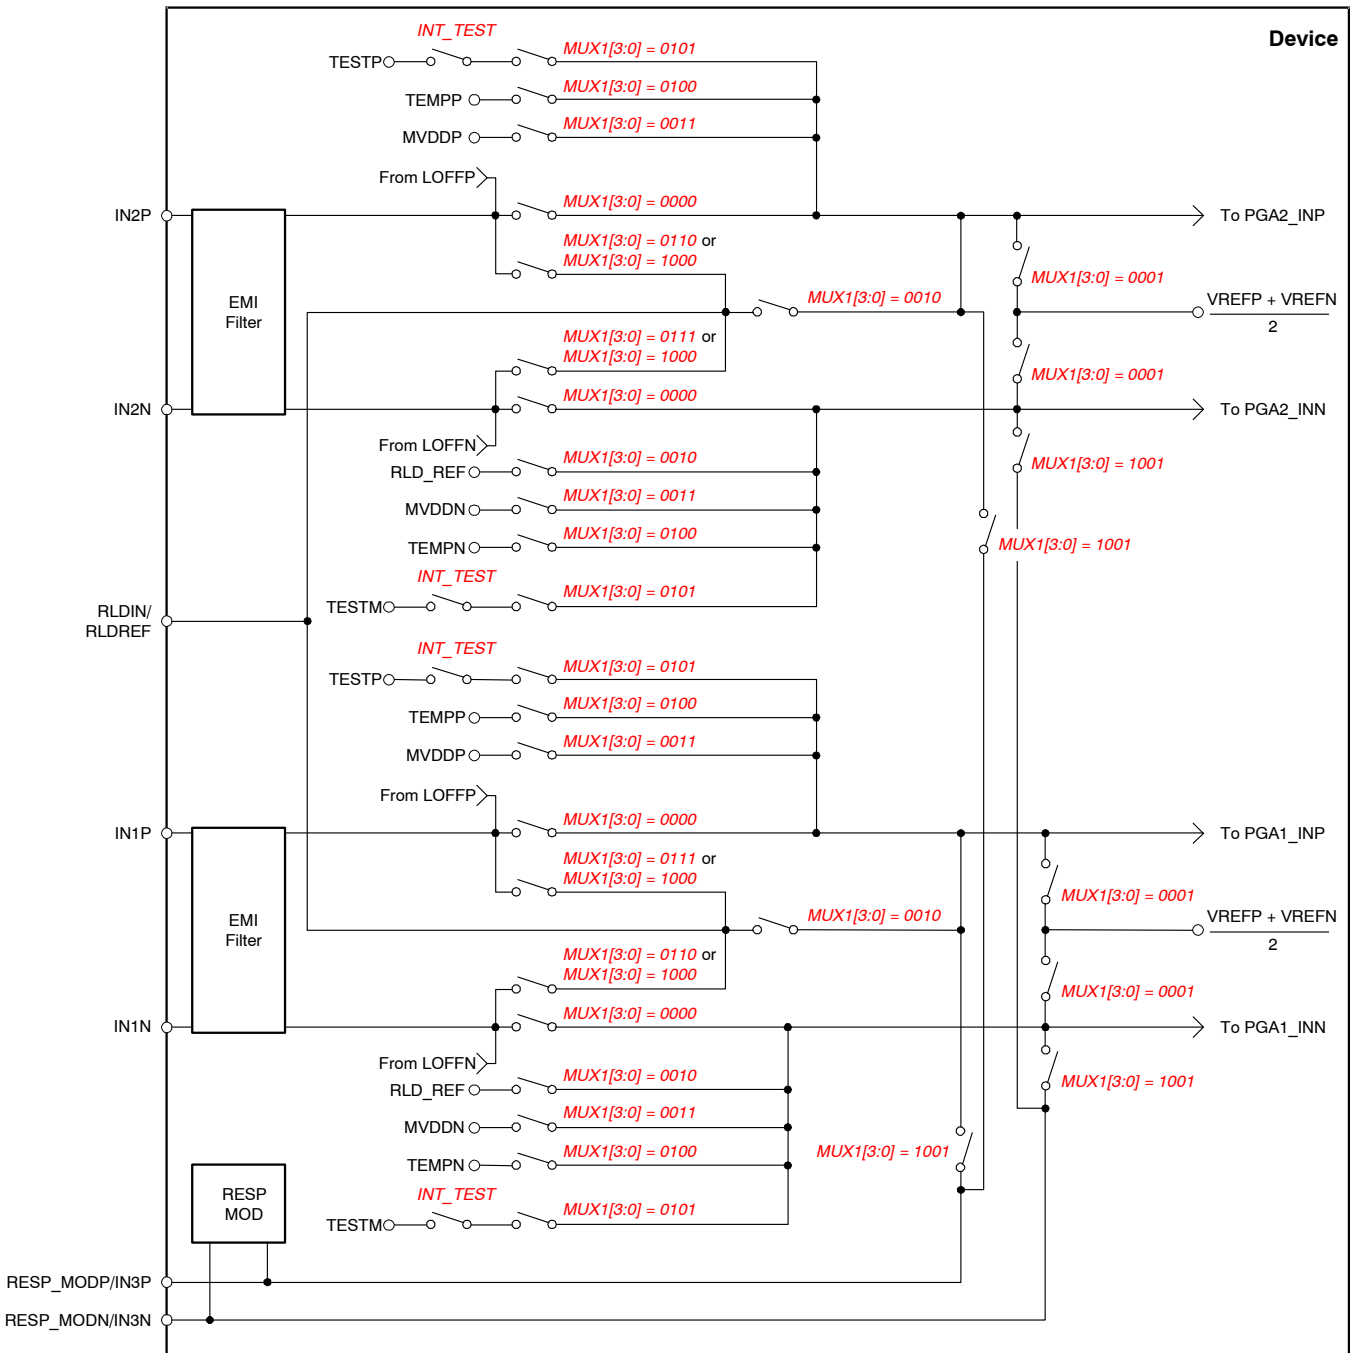 Device
INT_TEST
TESTP
MUX1[3:0] = 0101
TEMPP
MUX1[3:0] = 0100
MVDDP
MUX1[3:0] = 0011
From LOFFP
IN2P
MUX1[3:0] = 0000
To PGA2_INP
MUX1[3:0] = 0110 or
MUX1[3:0] = 1000
MUX1[3:0] = 0001
EMI
Filter
MUX1[3:0] = 0010
VREFP + VREFN
2
MUX1[3:0] = 0111 or
MUX1[3:0] = 1000
MUX1[3:0] = 0001
IN2N
MUX1[3:0] = 0000
To PGA2_INN
From LOFFN
RLD_REF
MUX1[3:0] = 0010
MUX1[3:0] = 1001
MVDDN
MUX1[3:0] = 0011
TEMPN
MUX1[3:0] = 0100
MUX1[3:0] = 1001
INT_TEST
TESTM
MUX1[3:0] = 0101
RLDIN/
RLDREF
INT_TEST
TESTP
MUX1[3:0] = 0101
TEMPP
MUX1[3:0] = 0100
MVDDP
MUX1[3:0] = 0011
From LOFFP
IN1P
MUX1[3:0] = 0000
To PGA1_INP
MUX1[3:0] = 0111 or
MUX1[3:0] = 1000
MUX1[3:0] = 0001
EMI
Filter
MUX1[3:0] = 0010
VREFP + VREFN
2
MUX1[3:0] = 0110 or
MUX1[3:0] = 1000
MUX1[3:0] = 0001
IN1N
MUX1[3:0] = 0000
To PGA1_INN
From LOFFN
RLD_REF
MUX1[3:0] = 0010
MUX1[3:0] = 1001
MVDDN
MUX1[3:0] = 0011
TEMPN
MUX1[3:0] = 0100
MUX1[3:0] = 1001
RESP
MOD
INT_TEST
TESTM
MUX1[3:0] = 0101
RESP_MODP/IN3P
RESP_MODN/IN3N